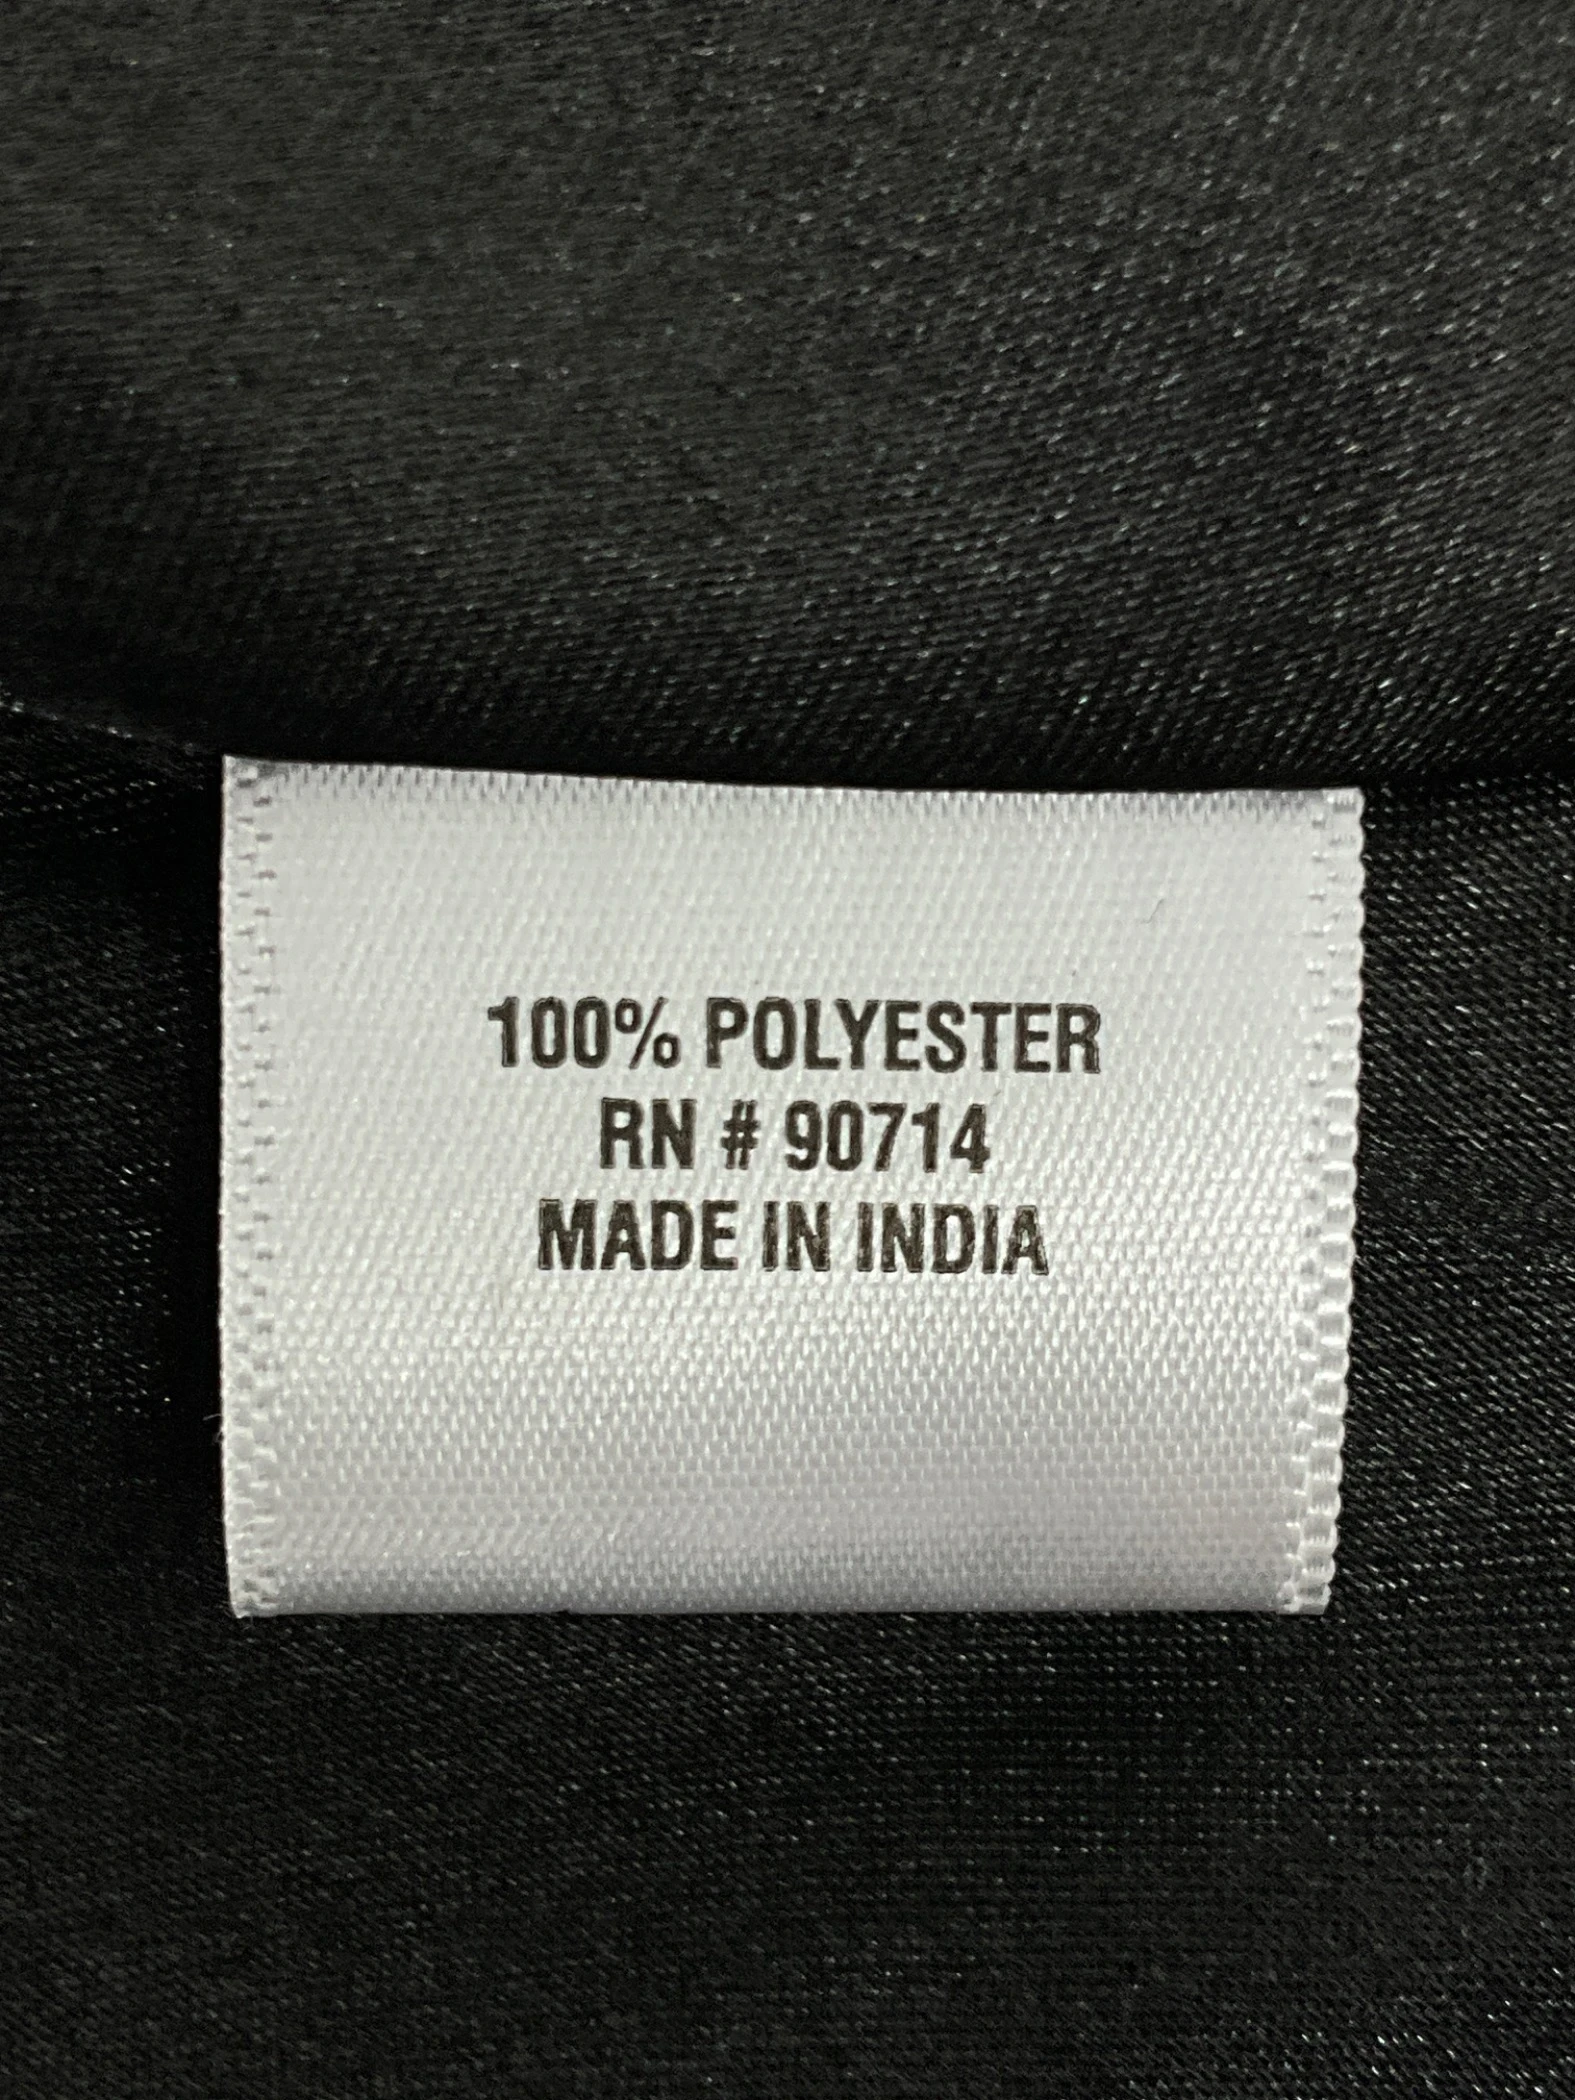 100% POLYESTER
RN # 90714
MADE IN INDIA